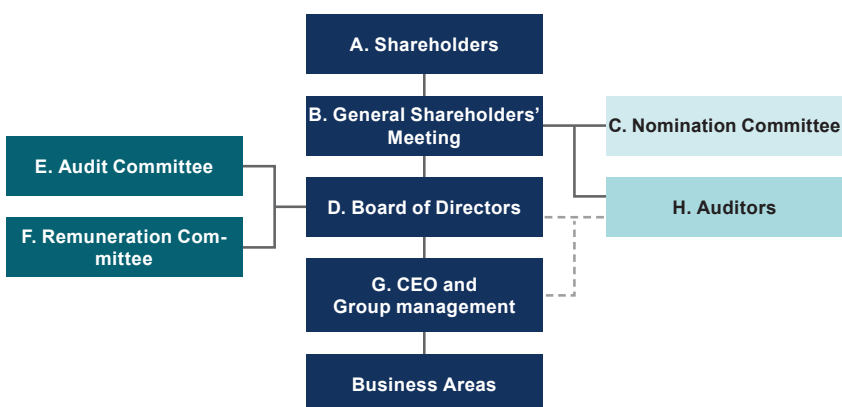 A. Shareholders
B. General Shareholders’
Meeting
C. Nomination Committee
E. Audit Committee
D. Board of Directors
H. Auditors
F. Remuneration Com-
mittee
G. CEO and
Group management
Business Areas